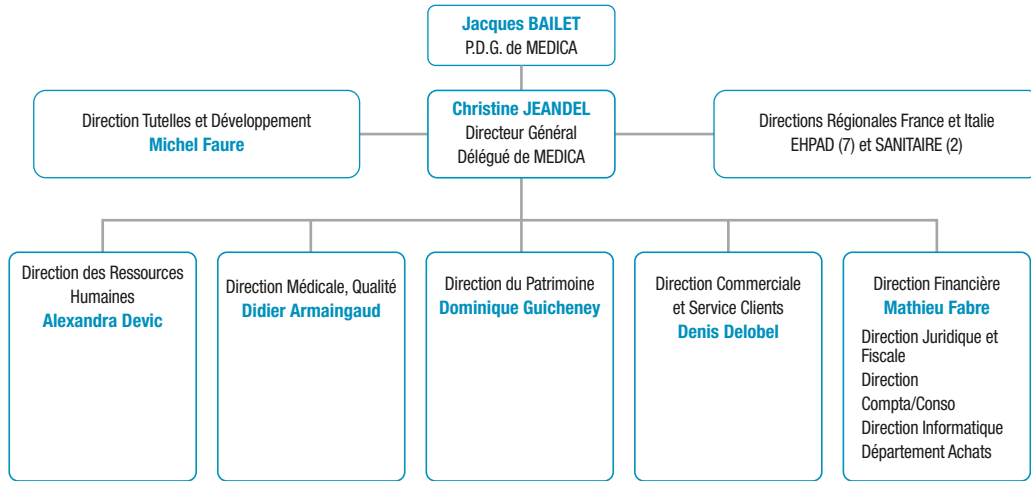 Jacques BAILET
P.D.G. de MEDICA
Direction Tutelles et Développement
Michel Faure
Christine JEANDEL
Directeur Général
Délégué de MEDICA
Directions Régionales France et Italie
EHPAD (7) et SANITAIRE (2)
Direction des Ressources
Humaines
Alexandra Devic
Direction Médicale, Qualité
Didier Armaingaud
Direction du Patrimoine
Dominique Guicheney
Direction Commerciale
et Service Clients
Denis Delobel
Direction Financière
Mathieu Fabre
Direction Juridique et
Fiscale
Direction
Compta/Conso
Direction Informatique
Département Achats